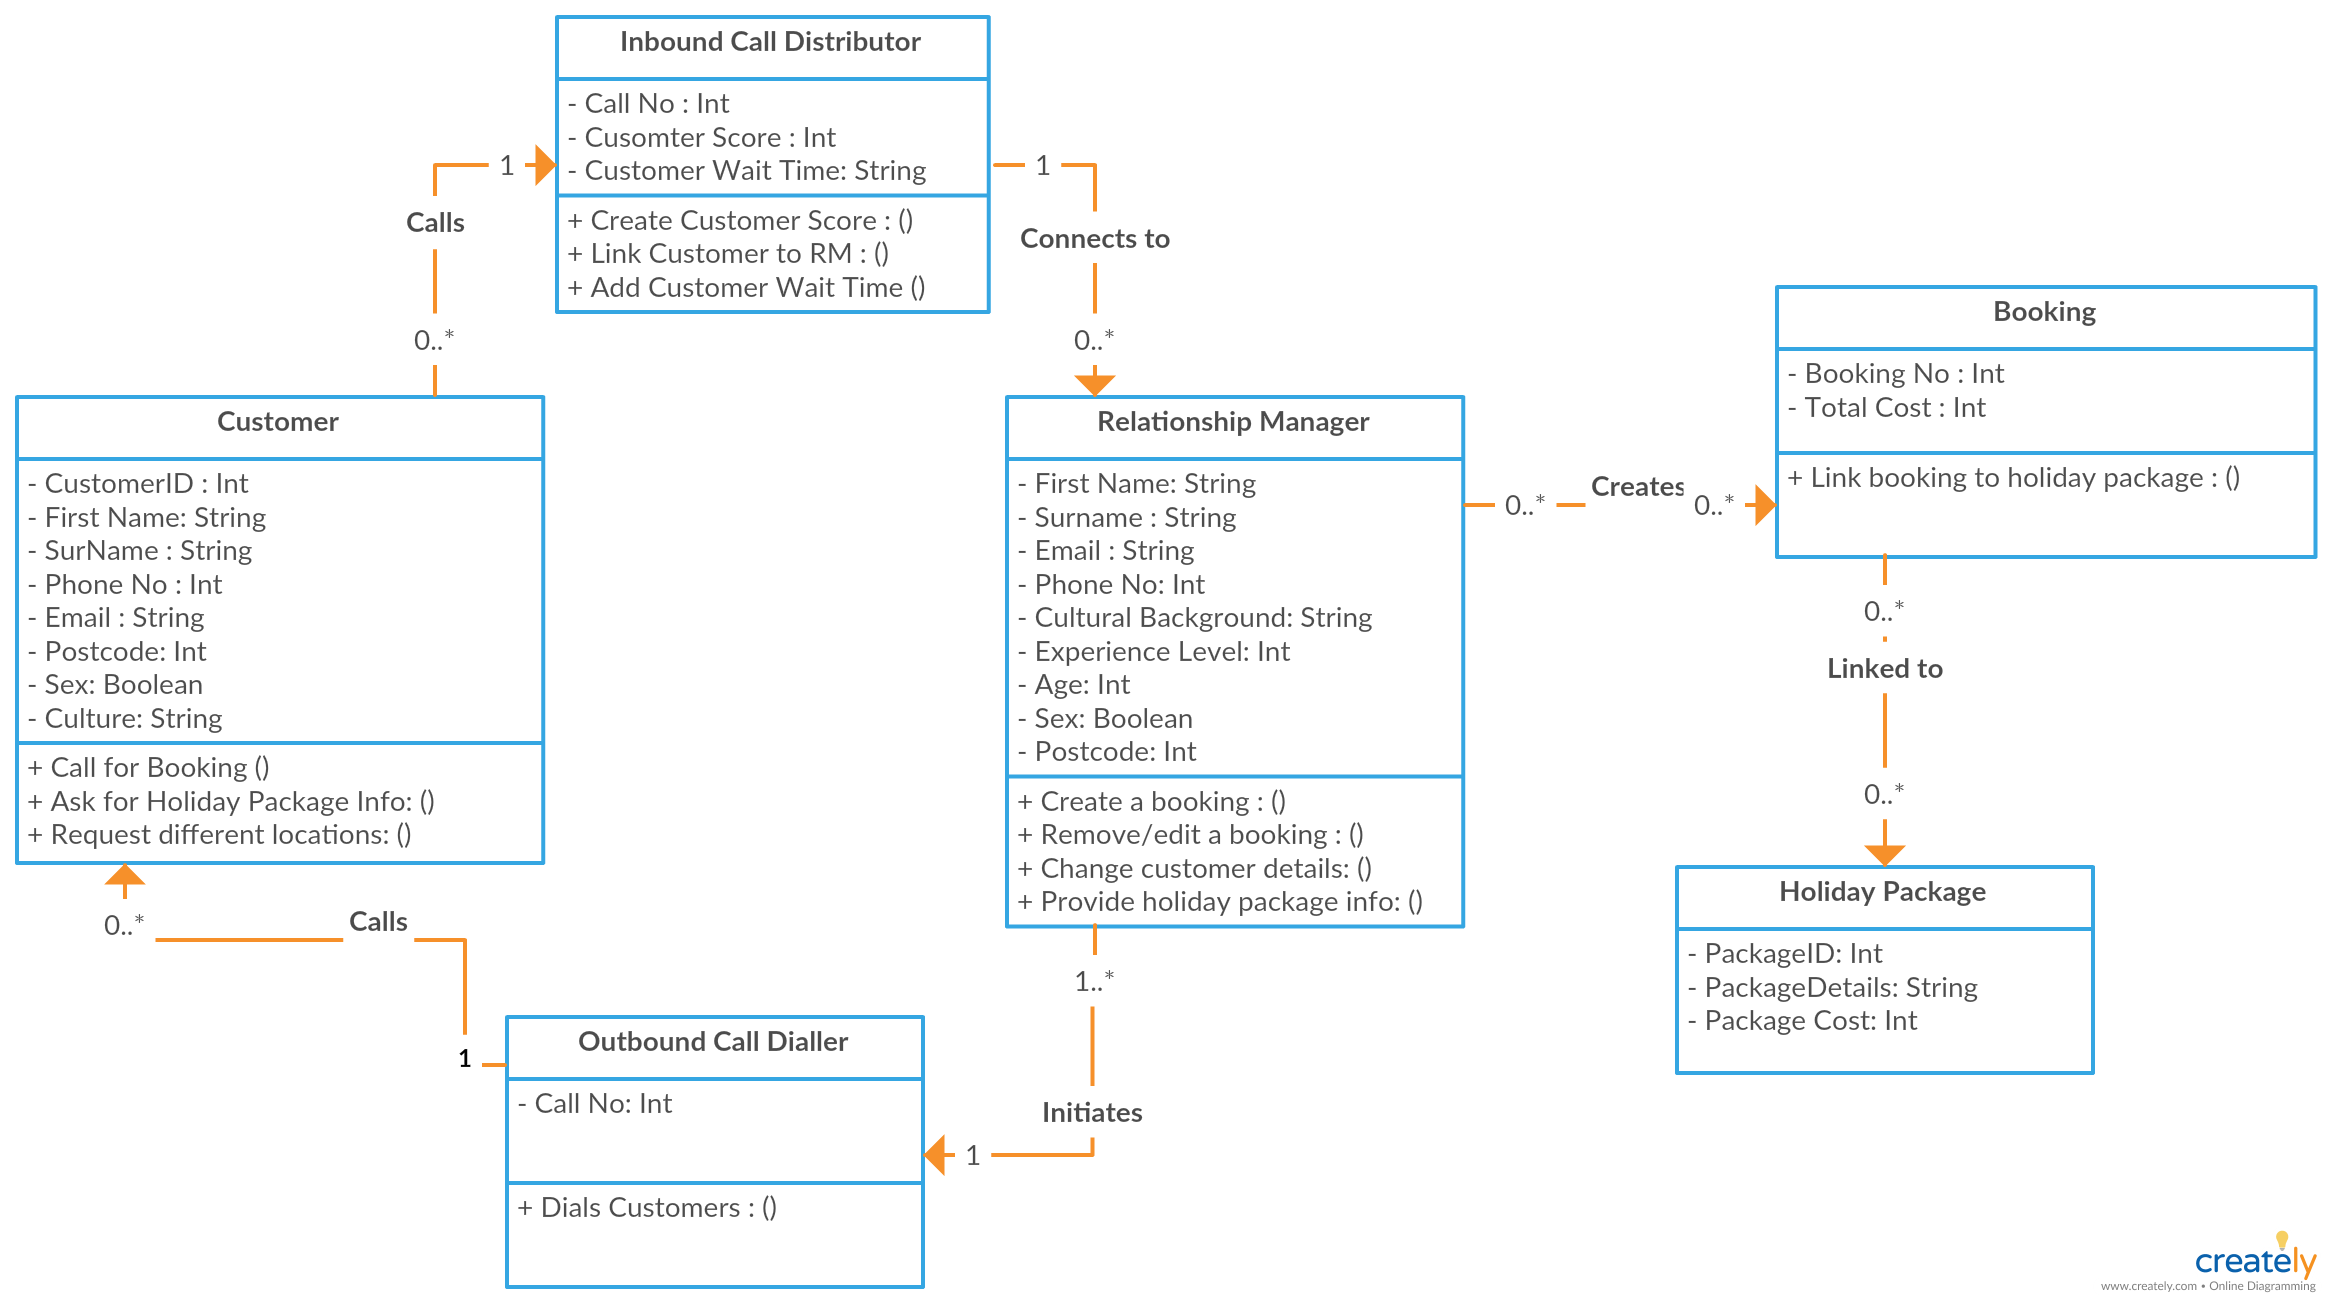 Inbound Call Distributor
- Call No : Int
- Cusomter Score : Int
- Customer Wait Time: String
+ Create Customer Score : ()
+ Link Customer to RM : ()
+ Add Customer Wait Time ()
1
Calls
0..*
1
Connects to
0..*
Customer
- CustomerID : Int
- First Name: String
- SurName : String
- Phone No : Int
- Email : String
- Postcode: Int
- Sex: Boolean
- Culture: String
+ Call for Booking ()
+ Ask for Holiday Package Info: ()
+ Request different locations: ()
Relationship Manager
- First Name: String
- Surname : String
- Email : String
- Phone No: Int
- Cultural Background: String
- Experience Level: Int
- Age: Int
- Sex: Boolean
- Postcode: Int
+ Create a booking : ()
+ Remove/edit a booking : ()
+ Change customer details: ()
+ Provide holiday package info: ()
0..*
Creates
0..*
Booking
- Booking No : Int
- Total Cost : Int
+ Link booking to holiday package : ()
0..*
Linked to
0..*
Holiday Package
- PackageID: Int
- PackageDetails: String
- Package Cost: Int
0..*
Calls
1
1..*
Initiates
1
Outbound Call Dialler
- Call No: Int
+ Dials Customers : ()
creately
www.creately.com • Online Diagramming